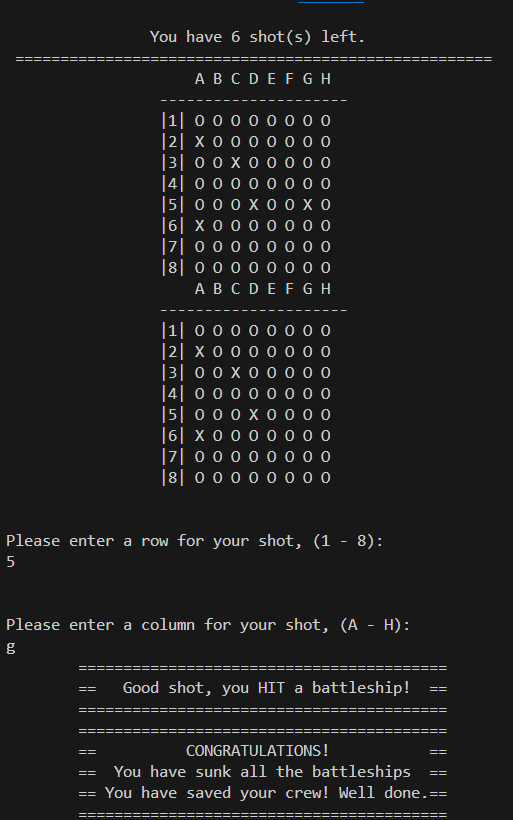 You have 6 shot(s) left.
=====================================================
A B C D E F G H
---------------------
|1| O O O O O O O O
|2| X O O O O O O O
|3| O O X O O O O O
|4| O O O O O O O O
|5| O O O X O O X O
|6| X O O O O O O O
|7| O O O O O O O O
|8| O O O O O O O O
A B C D E F G H
---------------------
|1| O O O O O O O O
|2| X O O O O O O O
|3| O O X O O O O O
|4| O O O O O O O O
|5| O O O X O O O O
|6| X O O O O O O O
|7| O O O O O O O O
|8| O O O O O O O O
Please enter a row for your shot, (1 - 8):
5
Please enter a column for your shot, (A - H):
g
=========================================
==   Good shot, you HIT a battleship!  ==
=========================================
=========================================
==          CONGRATULATIONS!           ==
==  You have sunk all the battleships  ==
== You have saved your crew! Well done.==
=========================================